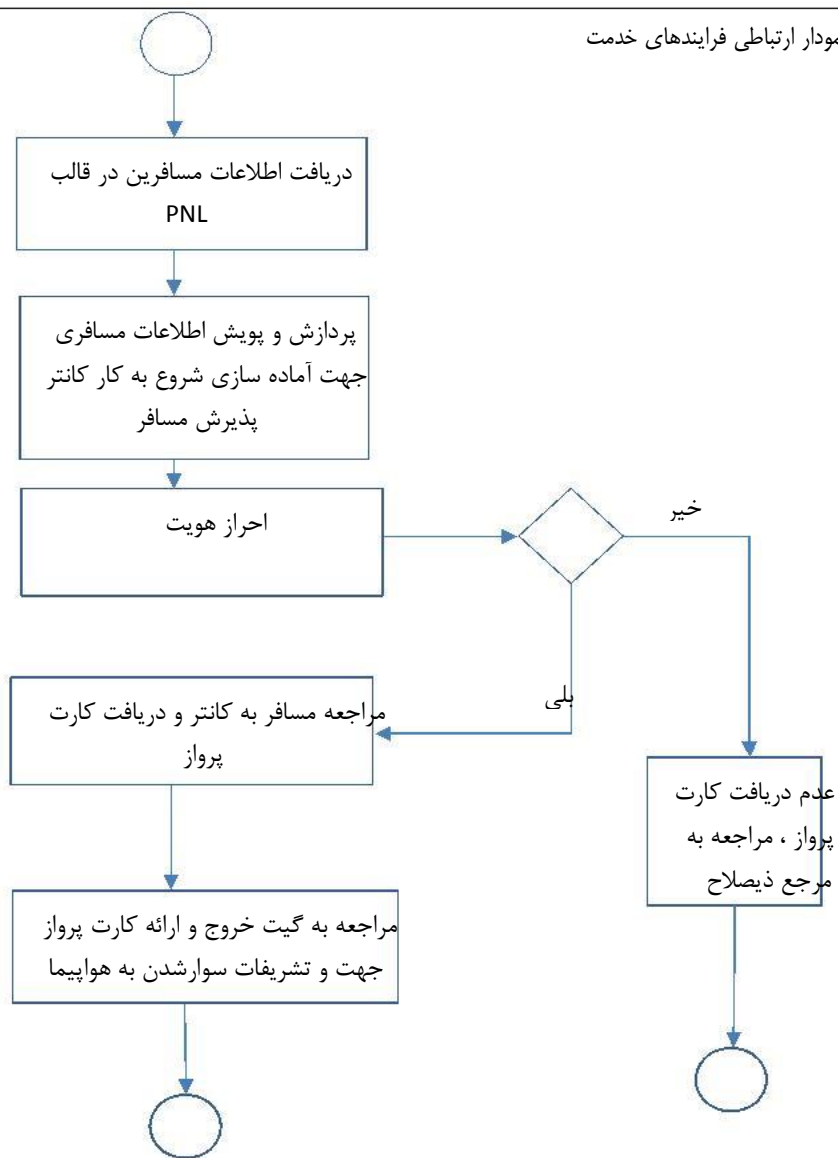 مودار ارتباطی فرایندهای خدمت
دریافت اطلاعات مسافرین در قالب
PNL
پردازش و پویش اطلاعات مسافری
جهت آماده سازی شروع به کار کانتر
پذیرش مسافر
احراز هویت
خیر
بلی
مراجعه مسافر به کانتر و دریافت کارت
پرواز
عدم دریافت کارت
پرواز ، مراجعه به
مرجع ذیصلاح
مراجعه به گیت خروج و ارائه کارت پرواز
جهت و تشریفات سوارشدن به هواپیما